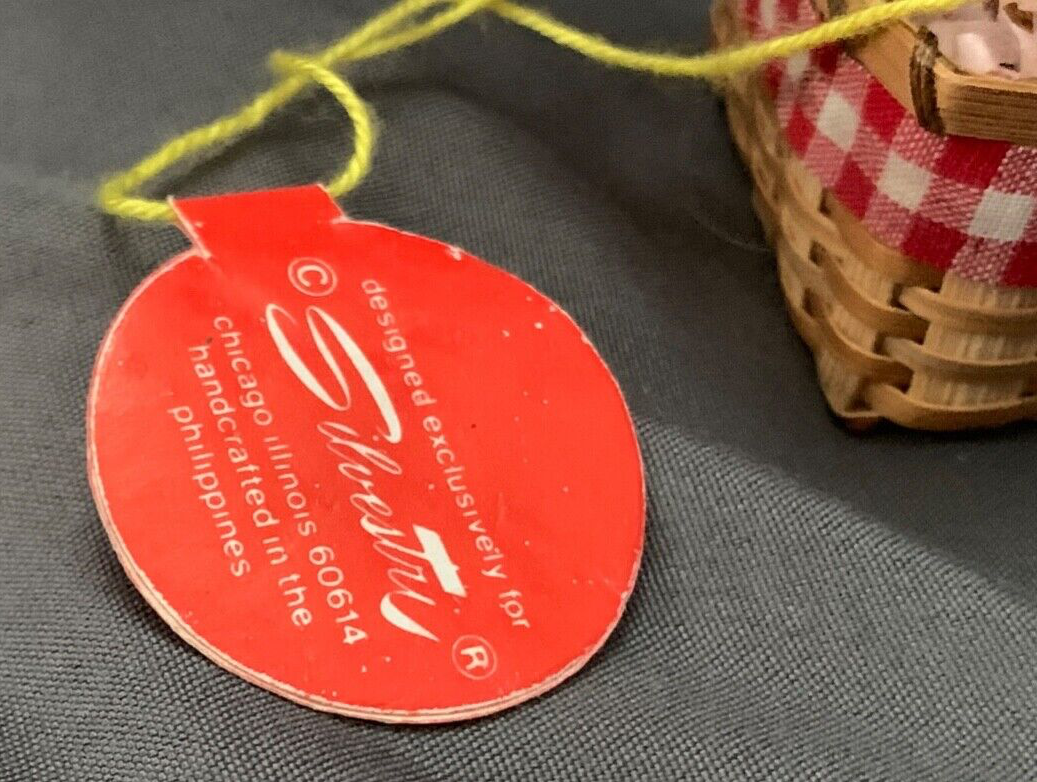 designed exclusively for
© Silvestri ®
chicago illinois 60614
handcrafted in the
philippines